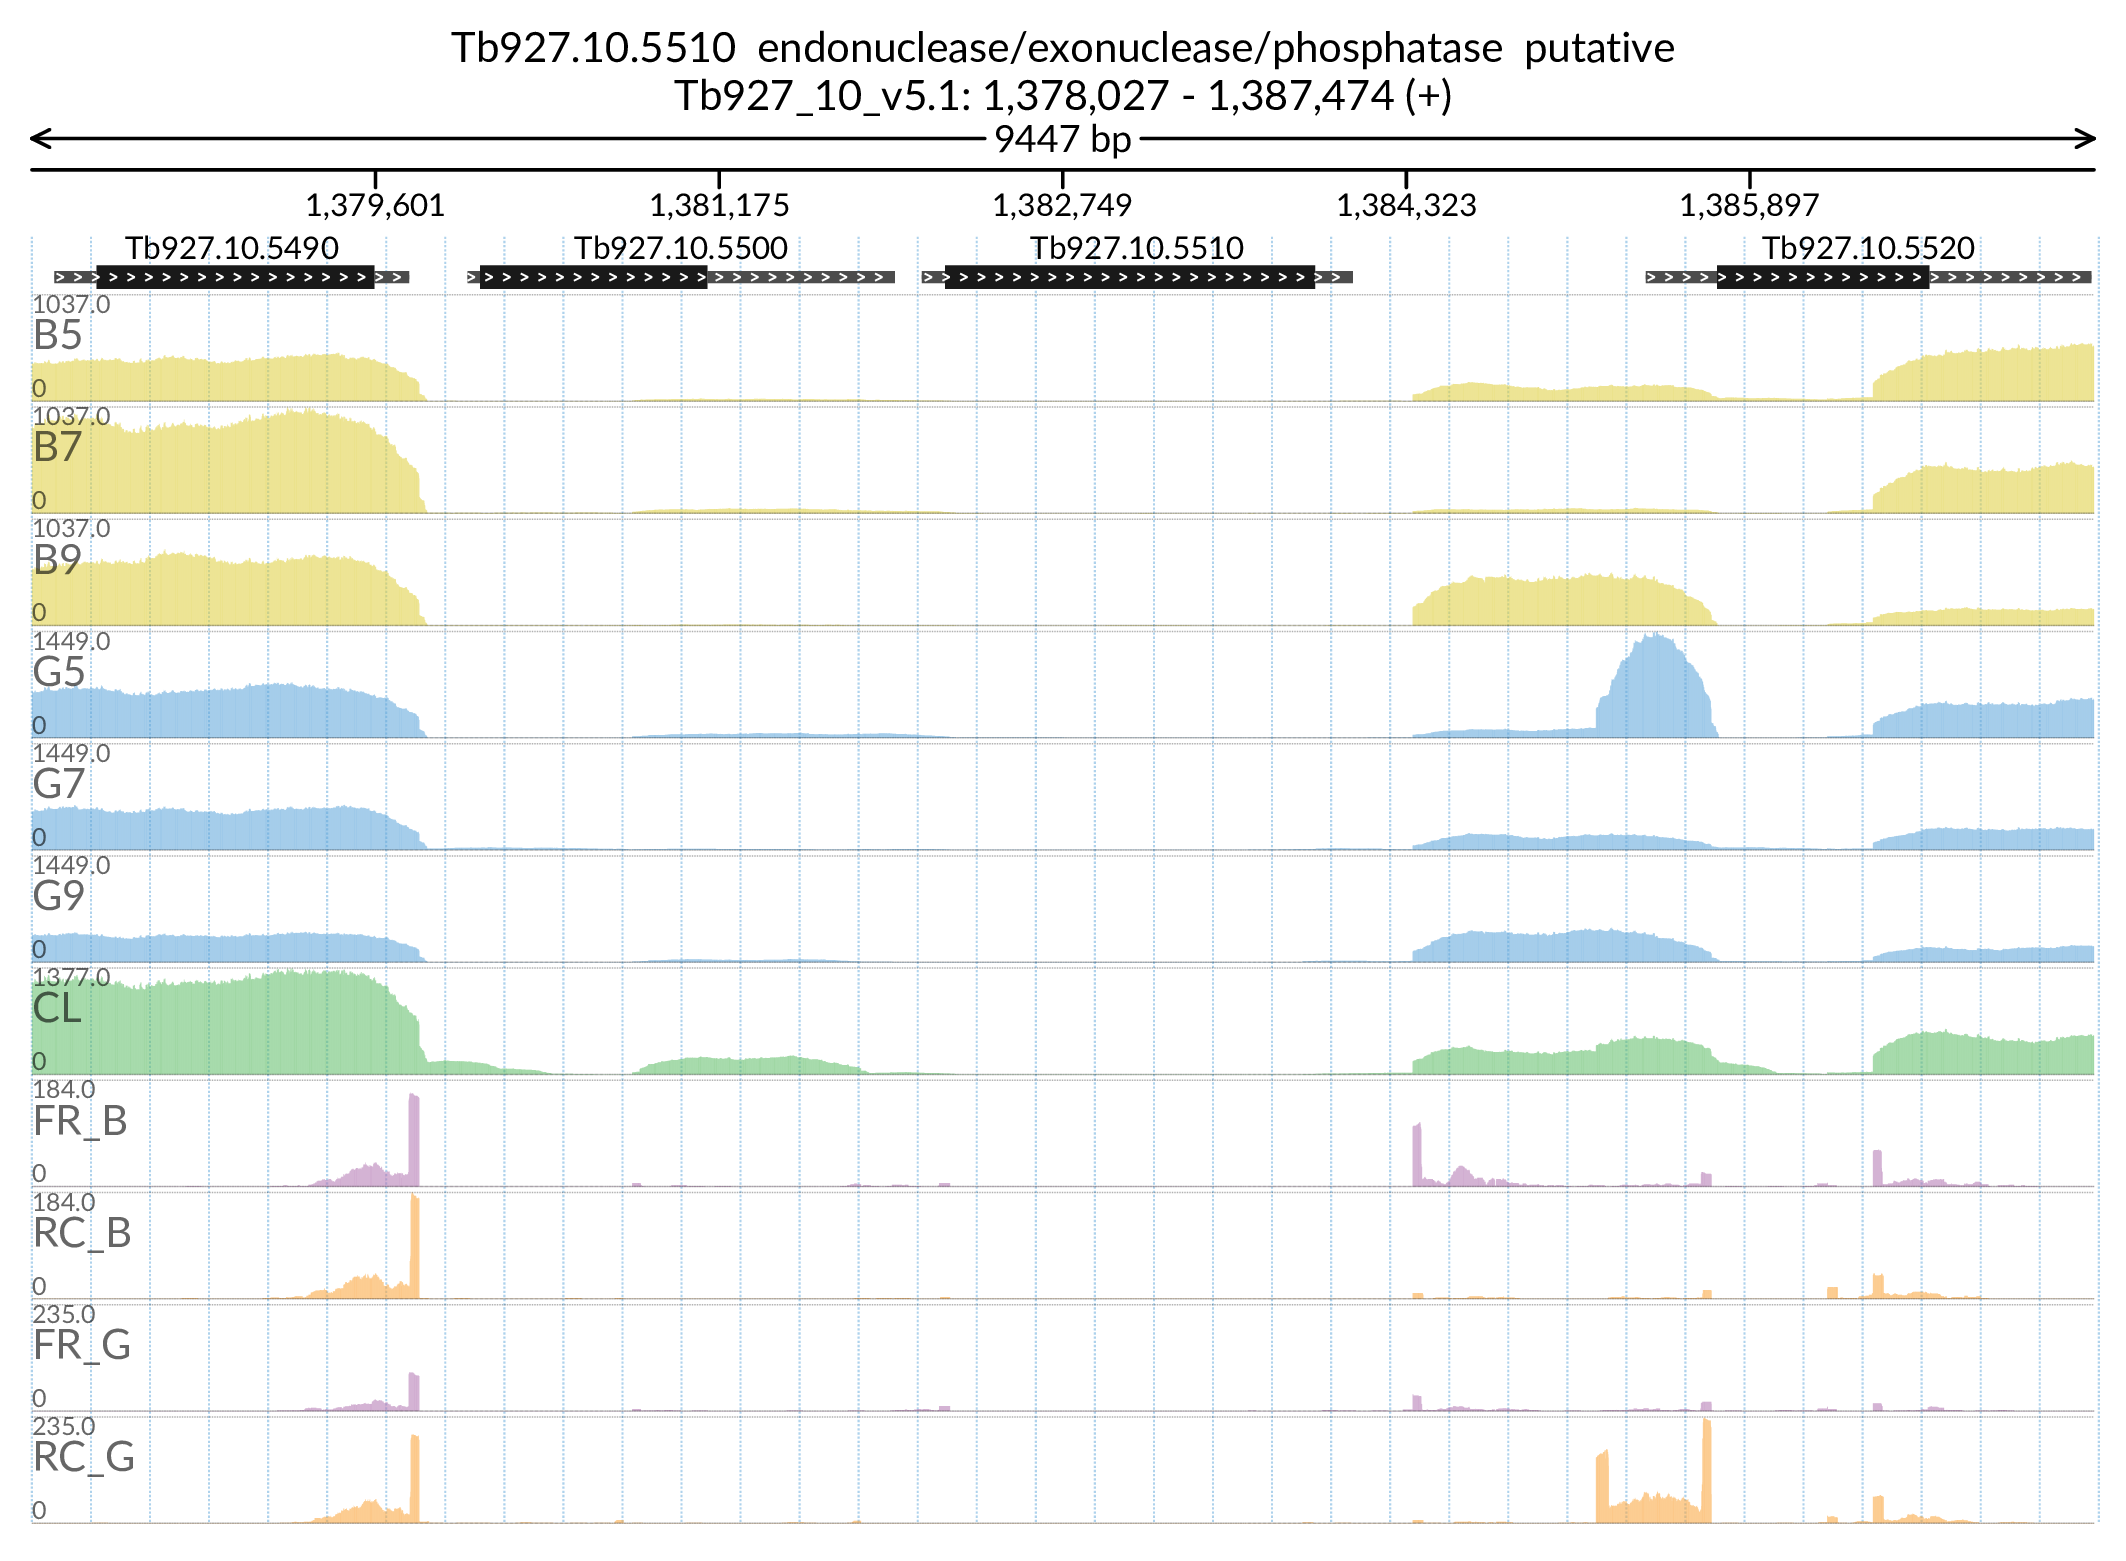 Tb927.10.5510 endonuclease/exonuclease/phosphatase putative
Tb927_10_v5.1: 1,378,027 - 1,387,474 (+)
9447 bp
1,379,601 1,381,175 1,382,749 1,384,323 1,385,897
Tb927.10.5490 Tb927.10.5500 Tb927.10.5510 Tb927.10.5520
1037.0
B5
0
1037.0
B7
0
1037.0
B9
0
1449.0
G5
0
1449.0
G7
0
1449.0
G9
0
1377.0
CL
0
184.0
FR_B
0
184.0
RC_B
0
235.0
FR_G
0
235.0
RC_G
0